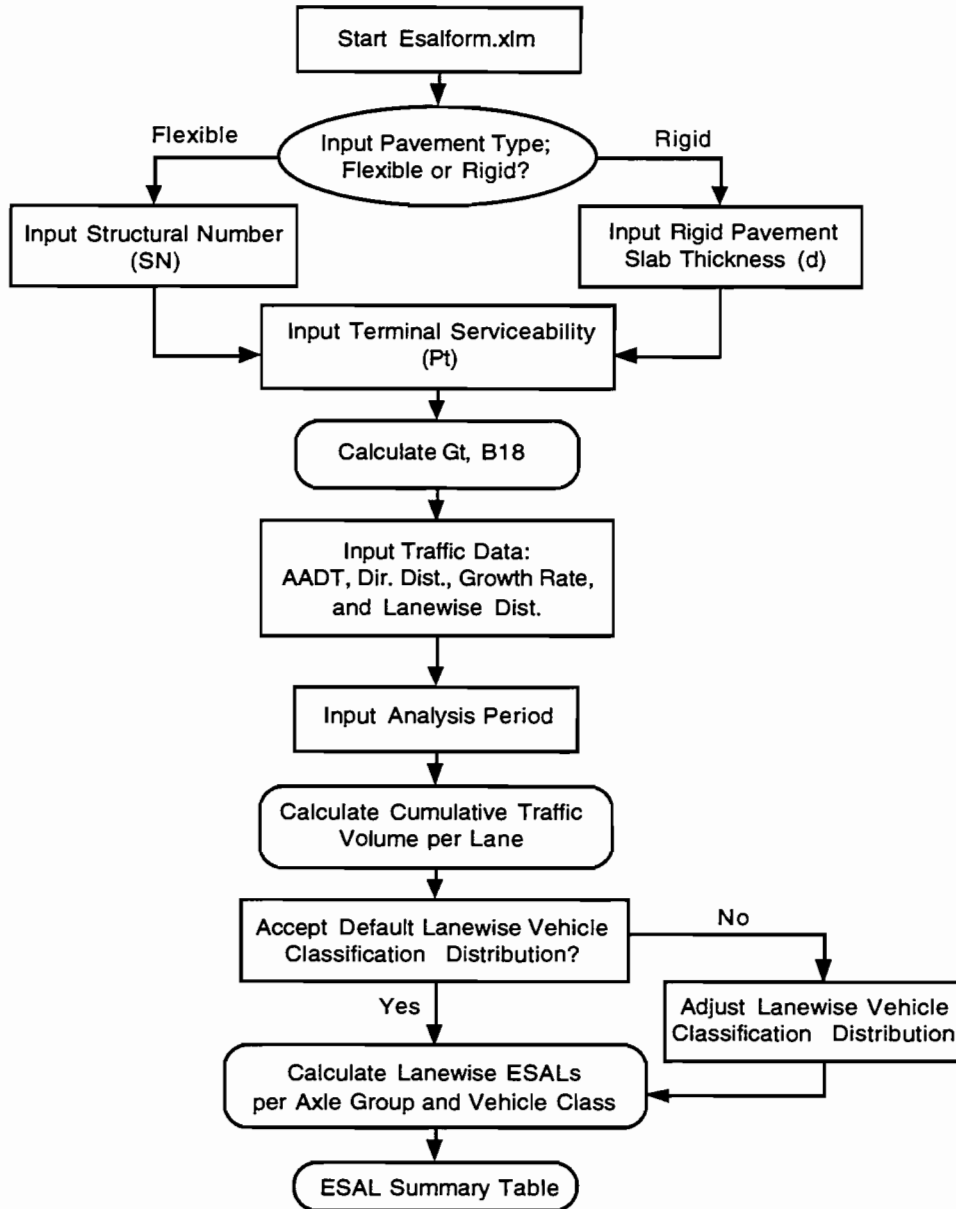 Start Esalform.xlm
Flexible
Input Pavement Type;
Flexible or Rigid?
Rigid
Input Structural Number
(SN)
Input Rigid Pavement
Slab Thickness (d)
Input Terminal Serviceability
(Pt)
Calculate Gt, B18
Input Traffic Data:
AADT, Dir. Dist., Growth Rate,
and Lanewise Dist.
Input Analysis Period
Calculate Cumulative Traffic
Volume per Lane
Accept Default Lanewise Vehicle
Classification Distribution?
No
Yes
Adjust Lanewise Vehicle
Classification Distribution
Calculate Lanewise ESALs
per Axle Group and Vehicle Class
ESAL Summary Table